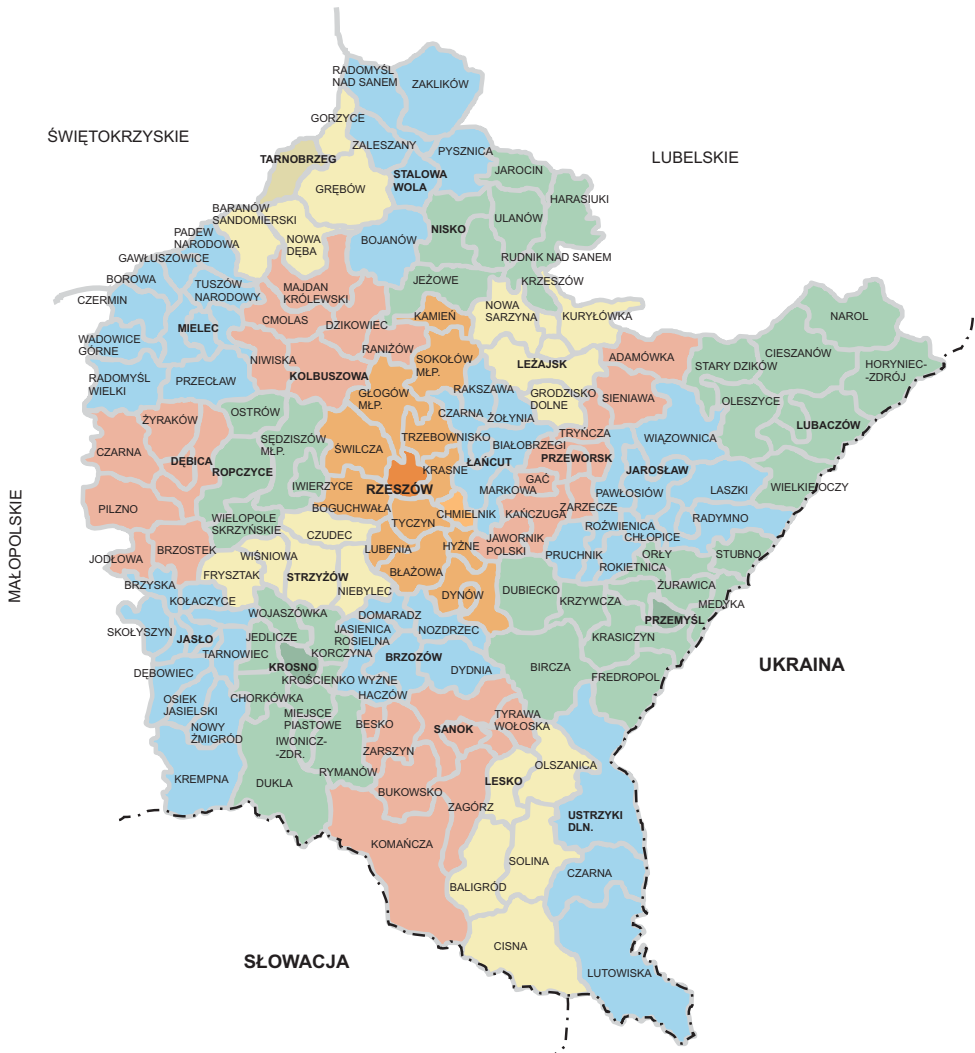 RADOMYŚL
NAD SANEM
ZAKLIKÓW
GORZYCE
ŚWIĘTOKRZYSKIE
ZALESZANY
PYSZNICA
LUBELSKIE
TARNOBRZEG
STALOWA
WOLA
JAROCIN
GRĘBÓW
HARASIUKI
BARANÓW
SANDOMIERSKI
ULANÓW
NISKO
PADEW
NARODOWA
NOWA
DĘBA
BOJANÓW
GAWŁUSZOWICE
RUDNIK NAD SANEM
BOROWA
TUSZÓW
NARODOWY
MAJDAN
KRÓLEWSKI
JEŻOWE
KRZESZÓW
CZERMIN
NOWA
SARZYNA
KURYŁÓWKA
KAMIEŃ
NAROL
CMOLAS
DZIKOWIEC
MIELEC
WADOWICE
GÓRNE
RANIŻÓW
SOKOŁÓW
MŁP.
LEŻAJSK
ADAMÓWKA
CIESZANÓW
STARY DZIKÓW
HORYNIEC-
-ZDRÓJ
NIWISKA
KOLBUSZOWA
RADOMYŚL
WIELKI
PRZECŁAW
GŁOGÓW
MŁP.
RAKSZAWA
GRODZISKO
DOLNE
SIENIAWA
OLESZYCE
OSTRÓW
CZARNA
ŻOŁYNIA
ŻYRAKÓW
LUBACZÓW
SĘDZISZÓW
MŁP.
ŚWILCZA
TRZEBOWNISKO
BIAŁOBRZEGI
TRYŃCZA
WIĄZOWNICA
CZARNA
DĘBICA
ROPCZYCE
KRASNE
ŁAŃCUT
PRZEWORSK
JAROSŁAW
IWIERZYCE
RZESZÓW
MARKOWA
GAĆ
PAWŁOSIÓW
LASZKI
WIELKIE OCZY
PILZNO
BOGUCHWAŁA
CHMIELNIK
KAŃCZUGA
ZARZECZE
RADYMNO
WIELOPOLE
SKRZYŃSKIE
TYCZYN
ROŹWIENICA
CHŁOPICE
MAŁOPOLSKIE
CZUDEC
LUBENIA
HYŻNE
JAWORNIK
POLSKI
PRUCHNIK
ORŁY
STUBNO
JODŁOWA
BRZOSTEK
WIŚNIOWA
ROKIETNICA
FRYSZTAK
STRZYŻÓW
BŁAŻOWA
ŻURAWICA
BRZYSKA
NIEBYLEC
DYNÓW
DUBIECKO
KRZYWCZA
MEDYKA
KOŁACZYCE
WOJASZÓWKA
DOMARADZ
PRZEMYŚL
SKOŁYSZYN
JASŁO
JEDLICZE
JASIENICA
ROSIELNA
NOZDRZEC
KRASICZYN
TARNOWIEC
KORCZYNA
BRZOZÓW
UKRAINA
DĘBOWIEC
KROSNO
DYDNIA
BIRCZA
KROŚCIENKO WYŻNE
FREDROPOL
OSIEK
JASIELSKI
CHORKÓWKA
HACZÓW
MIEJSCE
PIASTOWE
TYRAWA
WOŁOSKA
NOWY
ŻMIGRÓD
BESKO
SANOK
IWONICZ-
-ZDR.
ZARSZYN
OLSZANICA
KREMPNA
RYMANÓW
LESKO
DUKLA
BUKOWSKO
ZAGÓRZ
USTRZYKI
DLN.
KOMAŃCZA
SOLINA
CZARNA
BALIGRÓD
CISNA
SŁOWACJA
LUTOWISKA